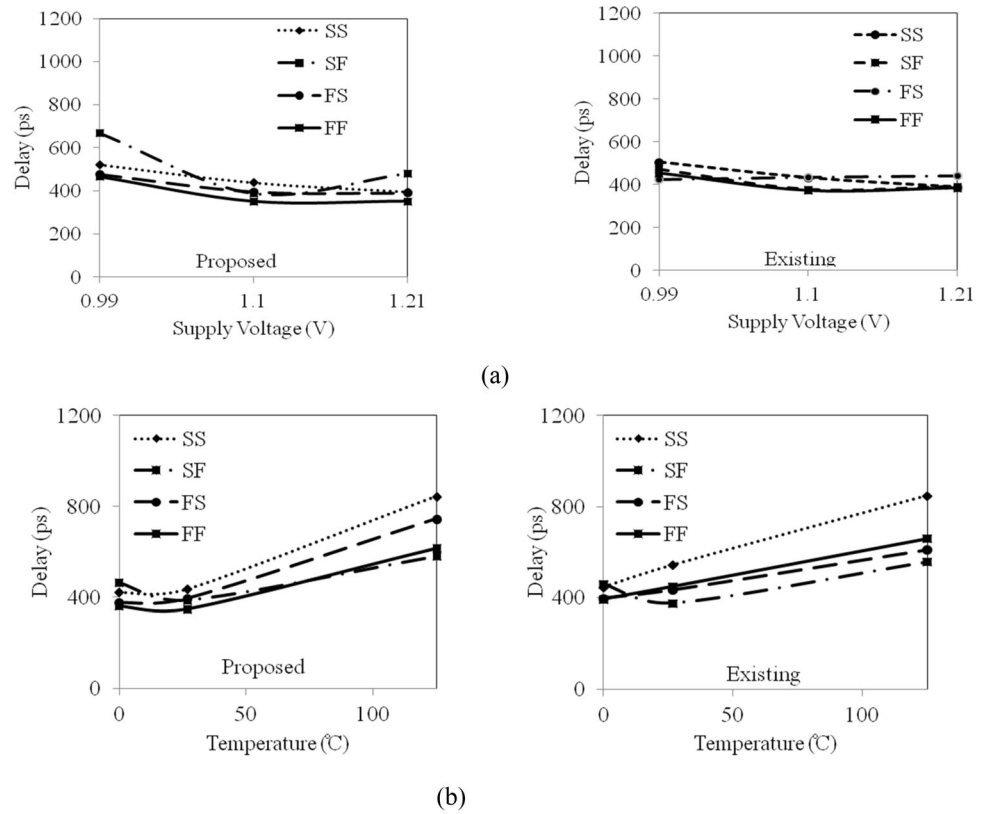 1200
1000
800
600
400
200
0
Delay (ps)
SS
SF
FS
FF
Proposed
0.99 1.1 1.21
Supply Voltage (V)
1200
1000
800
600
400
200
0
Delay (ps)
SS
SF
FS
FF
Existing
0.99 1.1 1.21
Supply Voltage (V)
(a)
1200
800
400
0
Delay (ps)
SS
SF
FS
FF
Proposed
0 50 100
Temperature (℃)
1200
800
400
0
Delay (ps)
SS
SF
FS
FF
Existing
0 50 100
Temperature (℃)
(b)